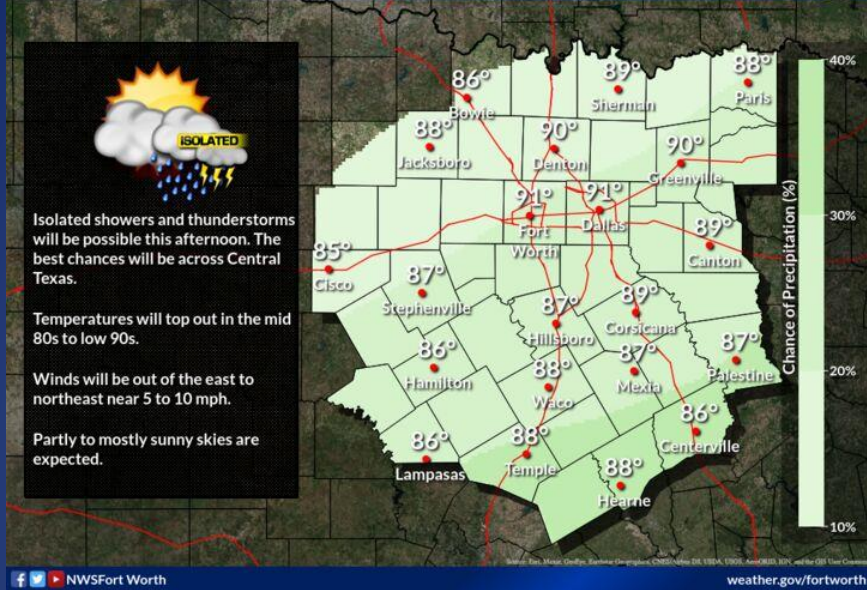 ISOLATED
Isolated showers and thunderstorms
will be possible this afternoon. The
best chances will be across Central
Texas.
Temperatures will top out in the mid
80s to low 90s.
Winds will be out of the east to
northeast near 5 to 10 mph.
Partly to mostly sunny skies are
expected.
86°
Bowie
89°
Sherman
88°
Paris
88°
Jacksboro
90°
Denton
90°
Greenville
91°
Fort
Worth
91°
Dallas
89°
Canton
85°
Cisco
87°
Stephenville
87°
Hillsboro
89°
Corsicana
86°
Hamilton
88°
Waco
87°
Mexia
87°
Palestine
86°
Lampasas
88°
Temple
86°
Centerville
88°
Hearne
Chance of Precipitation (%)
40%
30%
20%
10%
NWSFort Worth
weather.gov/fortworth